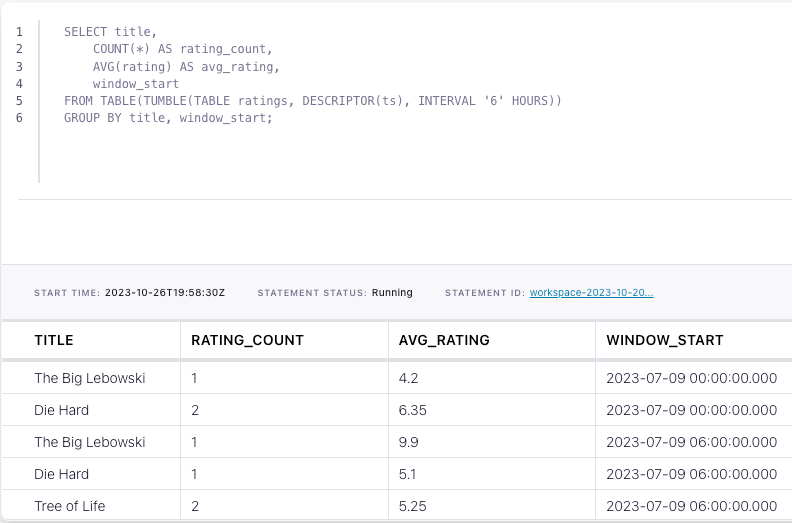 1 SELECT title,
2     COUNT(*) AS rating_count,
3     AVG(rating) AS avg_rating,
4     window_start
5 FROM TABLE(TUMBLE(TABLE ratings, DESCRIPTOR(ts), INTERVAL '6' HOURS))
6 GROUP BY title, window_start;
START TIME: 2023-10-26T19:58:30Z STATEMENT STATUS: Running STATEMENT ID: workspace-2023-10-20...
TITLE RATING_COUNT AVG_RATING WINDOW_START
The Big Lebowski 1 4.2 2023-07-09 00:00:00.000
Die Hard 2 6.35 2023-07-09 00:00:00.000
The Big Lebowski 1 9.9 2023-07-09 06:00:00.000
Die Hard 1 5.1 2023-07-09 06:00:00.000
Tree of Life 2 5.25 2023-07-09 06:00:00.000